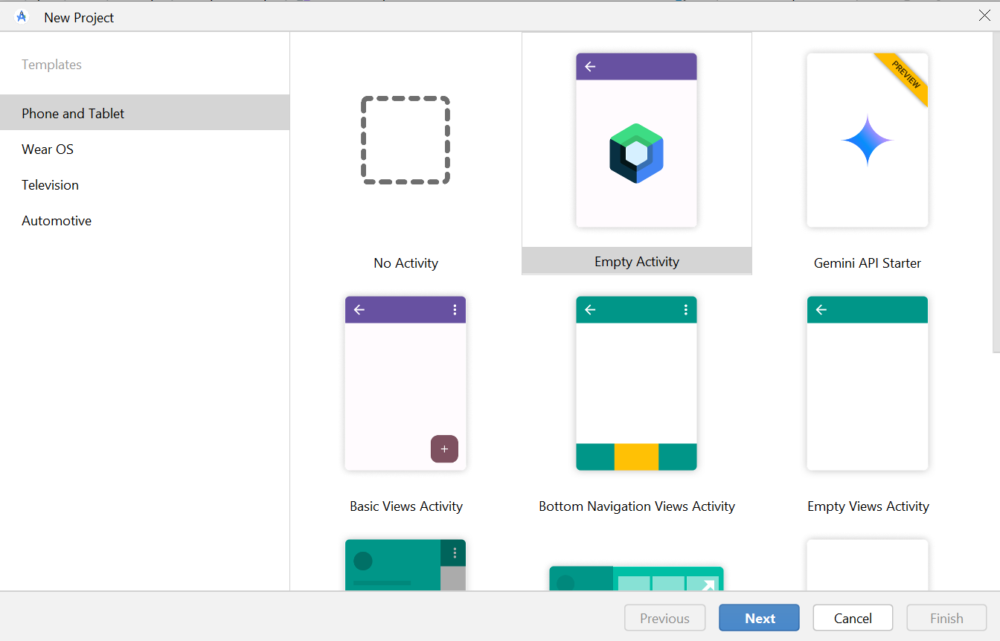 New Project
Templates
Phone and Tablet
Wear OS
Television
Automotive
PREVIEW
No Activity
Empty Activity
Gemini API Starter
Basic Views Activity
Bottom Navigation Views Activity
Empty Views Activity
Previous
Next
Cancel
Finish